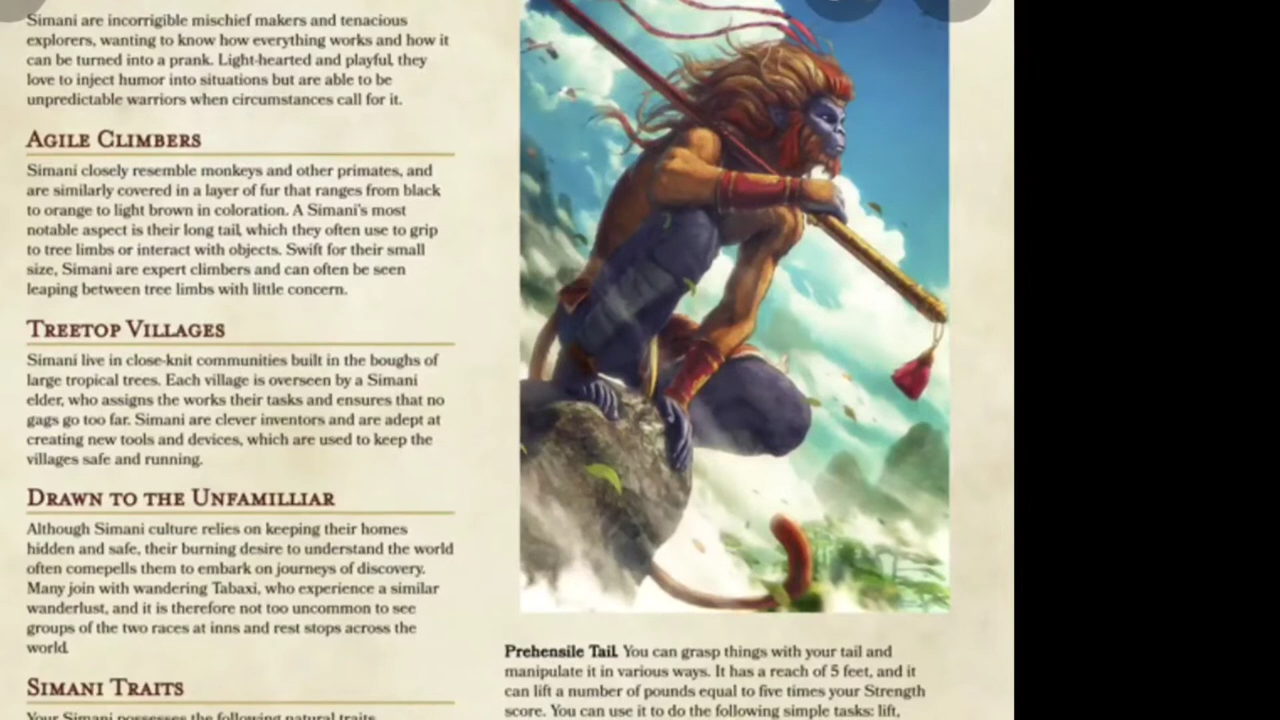 Simani are incorrigible mischief makers and tenacious
explorers, wanting to know how everything works and how it
can be turned into a prank. Light-hearted and playful, they
love to inject humor into situations but are able to be
unpredictable warriors when circumstances call for it.
AGILE CLIMBERS
Simani closely resemble monkeys and other primates, and
are similarly covered in a layer of fur that ranges from black
to orange to light brown in coloration. A Simani's most
notable aspect is their long tail, which they often use to grip
to tree limbs or interact with objects. Swift for their small
size, Simani are expert climbers and can often be seen
leaping between tree limbs with little concern.
TREETOP VILLAGES
Simani live in close-knit communities built in the boughs of
large tropical trees. Each village is overseen by a Simani
elder, who assigns the works their tasks and ensures that no
gags go too far. Simani are clever inventors and are adept at
creating new tools and devices, which are used to keep the
villages safe and running.
DRAWN TO THE UNFAMILLIAR
Although Simani culture relies on keeping their homes
hidden and safe, their burning desire to understand the world
often comepells them to embark on journeys of discovery.
Many join with wandering Tabaxi, who experience a similar
wanderlust, and it is therefore not too uncommon to see
groups of the two races at inns and rest stops across the
world.
SIMANI TRAITS
Your Simani possesses the following natural traits.
Prehensile Tail. You can grasp things with your tail and
manipulate it in various ways. It has a reach of 5 feet, and it
can lift a number of pounds equal to five times your Strength
score. You can use it to do the following simple tasks: lift,